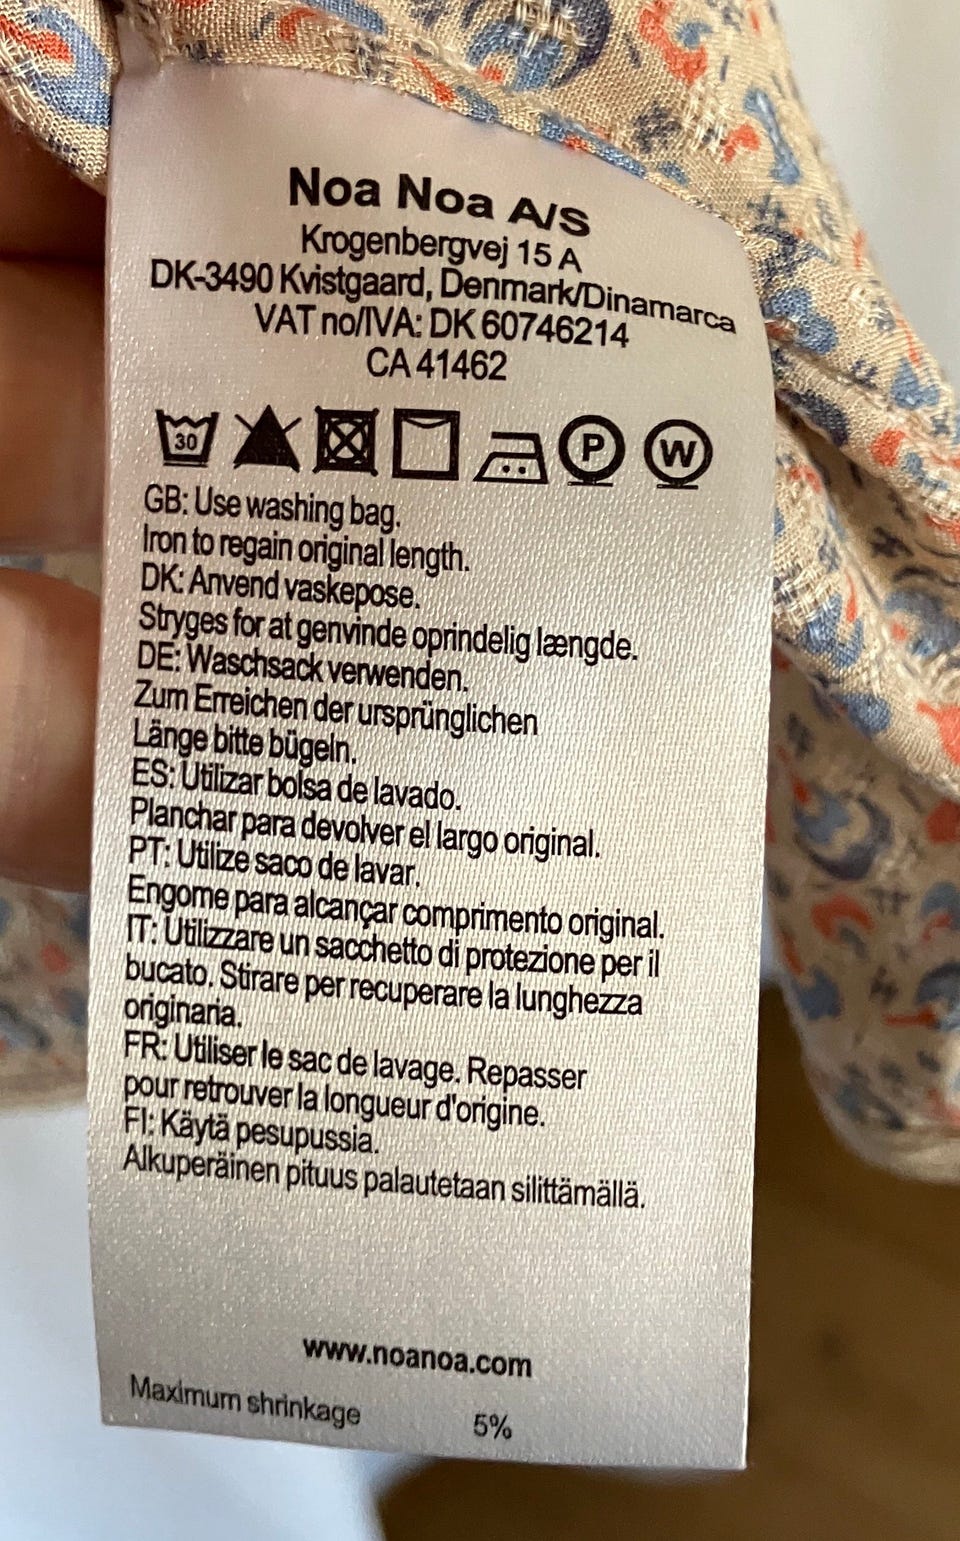 Noa Noa A/S
Krogenbergvej 15 A
DK-3490 Kvistgaard, Denmark/Dinamarca
VAT no/IVA: DK 60746214
CA 41462
30 P W
GB: Use washing bag.
Iron to regain original length.
DK: Anvend vaskepose.
Stryges for at genvinde oprindelig længde.
DE: Waschsack verwenden.
Zum Erreichen der ursprünglichen
Länge bitte bügeln.
ES: Utilizar bolsa de lavado.
Planchar para devolver el largo original.
PT: Utilize saco de lavar.
Engome para alcançar comprimento original.
IT: Utilizzare un sacchetto di protezione per il
bucato. Stirare per recuperare la lunghezza
originaria.
FR: Utiliser le sac de lavage. Repasser
pour retrouver la longueur d'origine.
FI: Käytä pesupussia.
Alkuperäinen pituus palautetaan silittämällä.
www.noanoa.com
Maximum shrinkage 5%